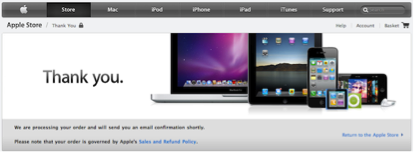 Store Mac iPod iPhone iPad iTunes Support
Apple Store Thank You Help Account Basket
Thank you.
We are processing your order and will send you an email confirmation shortly.
Return to the Apple Store
Please note that your order is governed by Apple's Sales and Refund Policy.